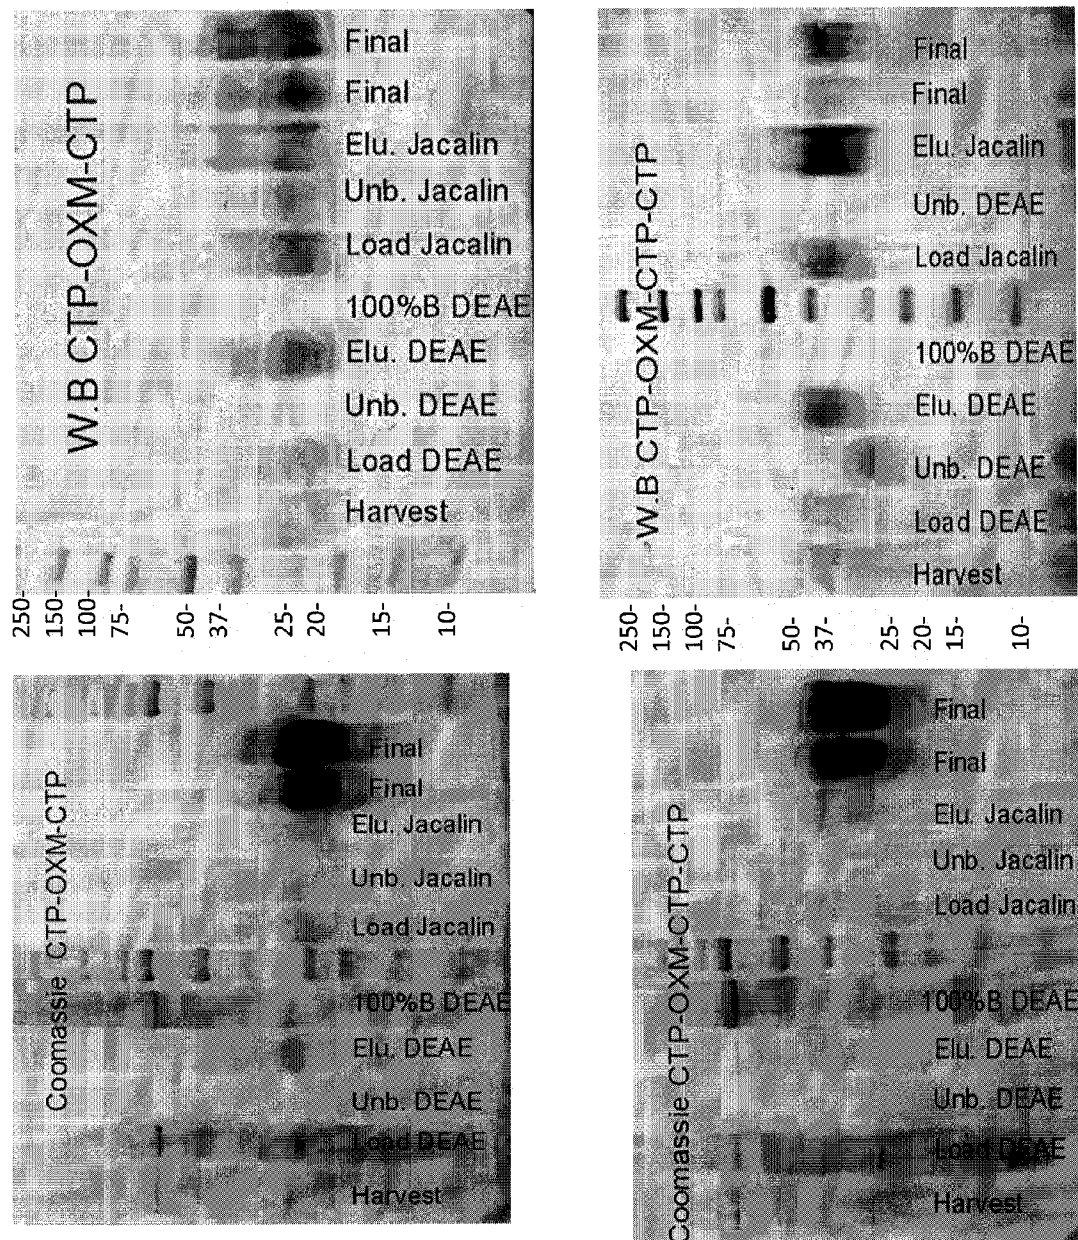 W.B CTP-OXM-CTP
Final
Final
Elu. Jacalin
Unb. Jacalin
Load Jacalin
100%B DEAE
Elu. DEAE
Unb. DEAE
Load DEAE
Harvest
250-
150-
100-
75-
50-
37-
25-
20-
15-
10-
W.B CTP-OXM-CTP-CTP
Final
Final
Elu. Jacalin
Unb. DEAE
Load Jacalin
100%B DEAE
Elu. DEAE
Unb. DEAE
Load DEAE
Harvest
250-
150-
100-
75-
50-
37-
25-
20-
15-
10-
Coomassie CTP-OXM-CTP
Final
Final
Elu. Jacalin
Unb. Jacalin
Load Jacalin
100%B DEAE
Elu. DEAE
Unb. DEAE
Load DEAE
Harvest
Coomassie CTP-OXM-CTP-CTP
Final
Final
Elu. Jacalin
Unb. Jacalin
Load Jacalin
100%B DEAE
Elu. DEAE
Unb. DEAE
Load DEAE
Harvest